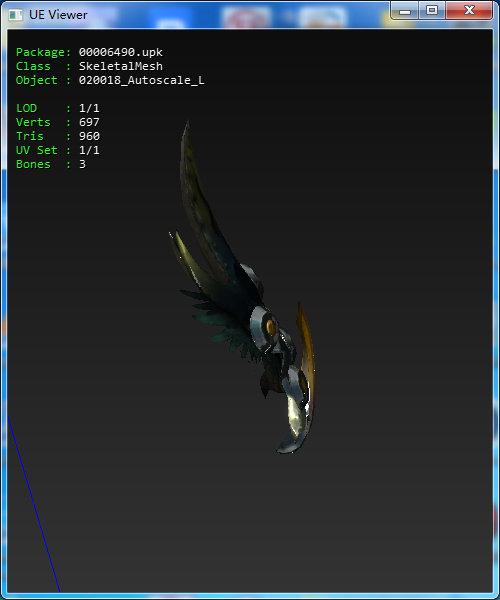 UE Viewer
Package: 00006490.upk
Class : SkeletalMesh
Object : 020018_Autoscale_L
LOD : 1/1
Verts : 697
Tris : 960
UV Set : 1/1
Bones : 3